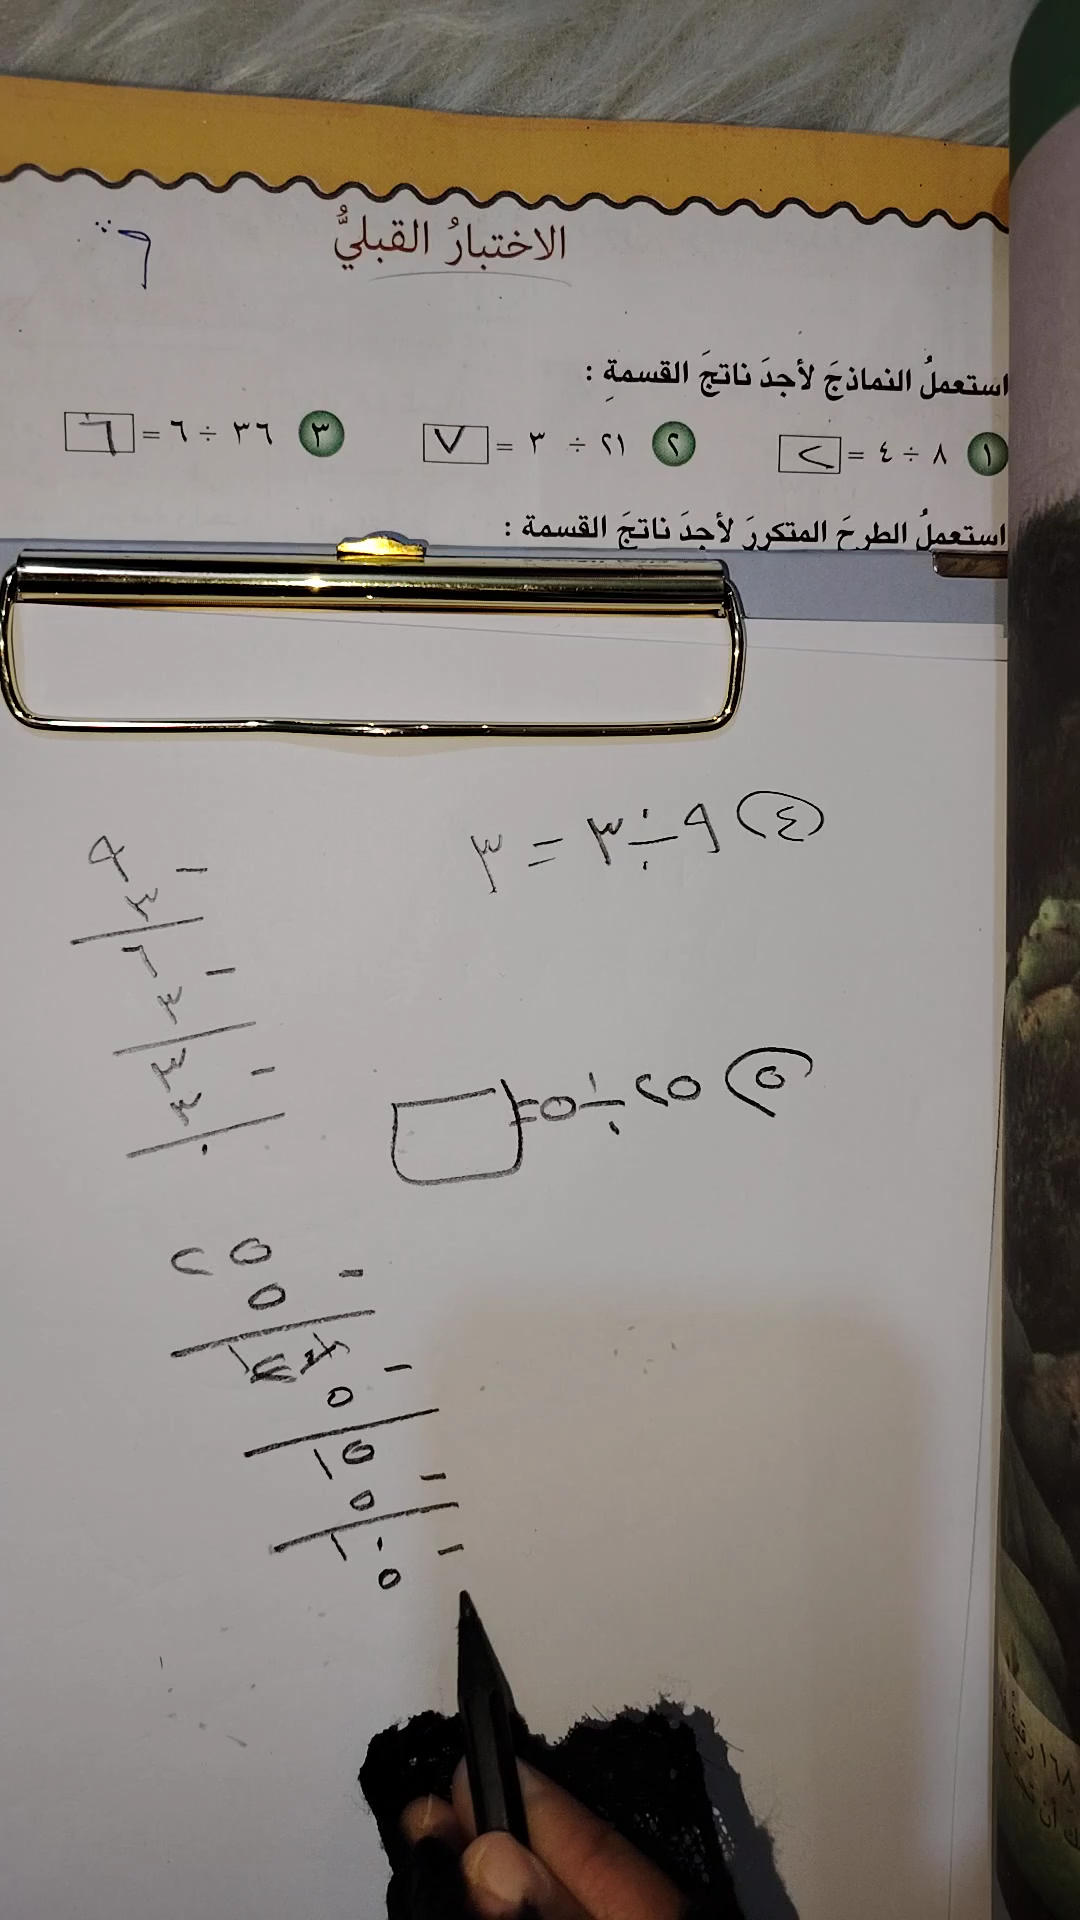 الاختبارُ القبليُّ
٦
استعملُ النماذجَ لأجدَ ناتجَ القسمةِ :
١ ٨ ÷ ٤ = ٢
٢ ٢١ ÷ ٣ = ٧
٣ ٣٦ ÷ ٦ = ٦
استعملُ الطرحَ المتكررَ لأجدَ ناتجَ القسمة :
٤ ٩ ÷ ٣ = ٣
٩ -
٣
٦ -
٣
٣ -
٣
٠
٥ ٢٥ ÷ ٥ =
٢٥ -
٥
٥
١٥ -
٥
١٠ -
٥
١٦٨